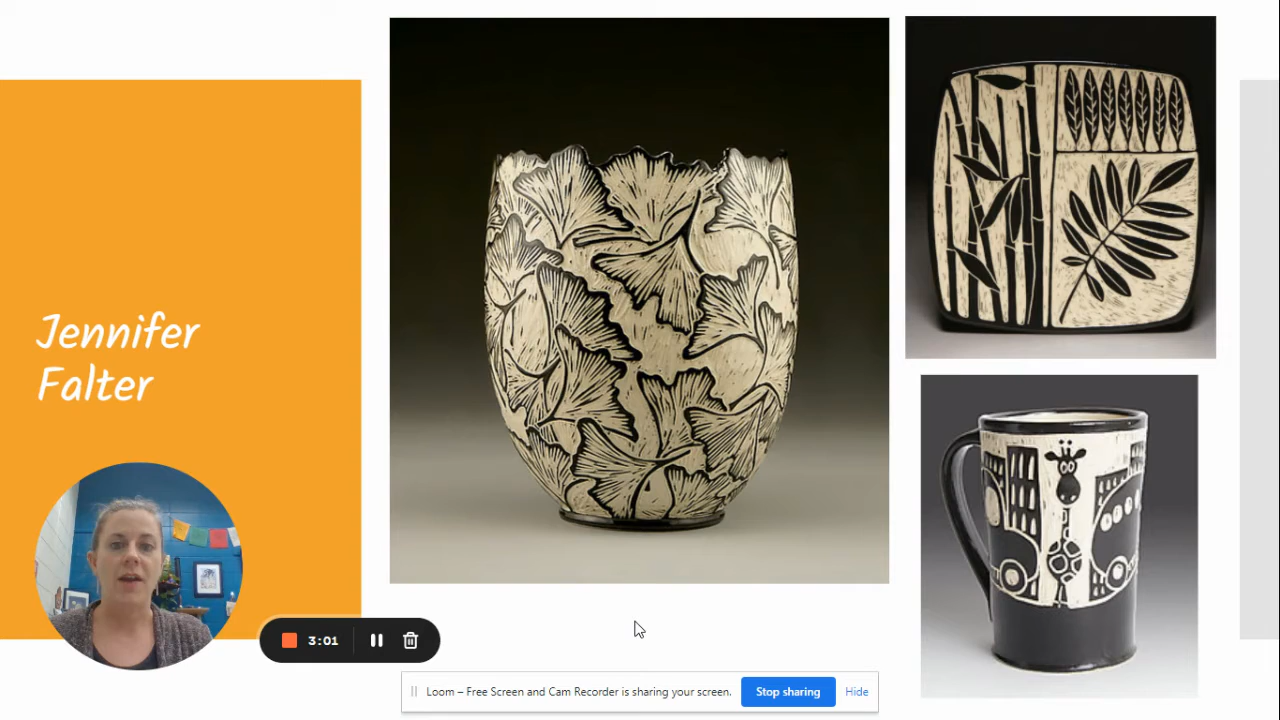 Jennifer
Falter
3:01
Loom – Free Screen and Cam Recorder is sharing your screen.
Stop sharing
Hide